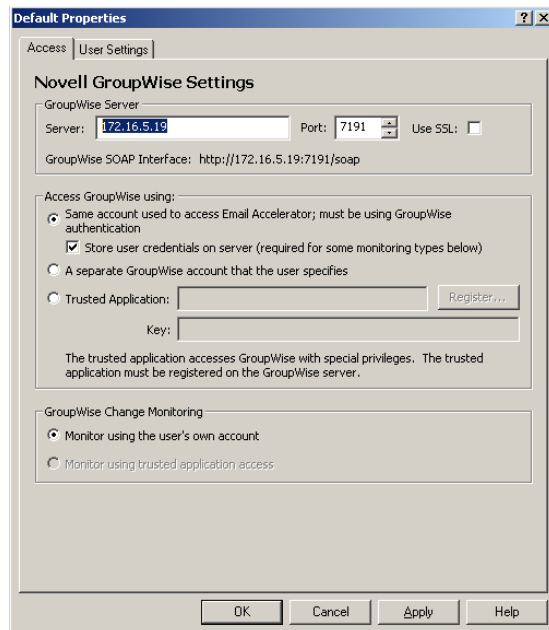 Default Properties
Access
User Settings
Novell GroupWise Settings
GroupWise Server
Server: 172.16.5.19 Port: 7191 Use SSL:
GroupWise SOAP Interface: http://172.16.5.19:7191/soap
Access GroupWise using:
Same account used to access Email Accelerator; must be using GroupWise
authentication
Store user credentials on server (required for some monitoring types below)
A separate GroupWise account that the user specifies
Trusted Application: Register...
Key:
The trusted application accesses GroupWise with special privileges. The trusted
application must be registered on the GroupWise server.
GroupWise Change Monitoring
Monitor using the user's own account
Monitor using trusted application access
OK Cancel Apply Help